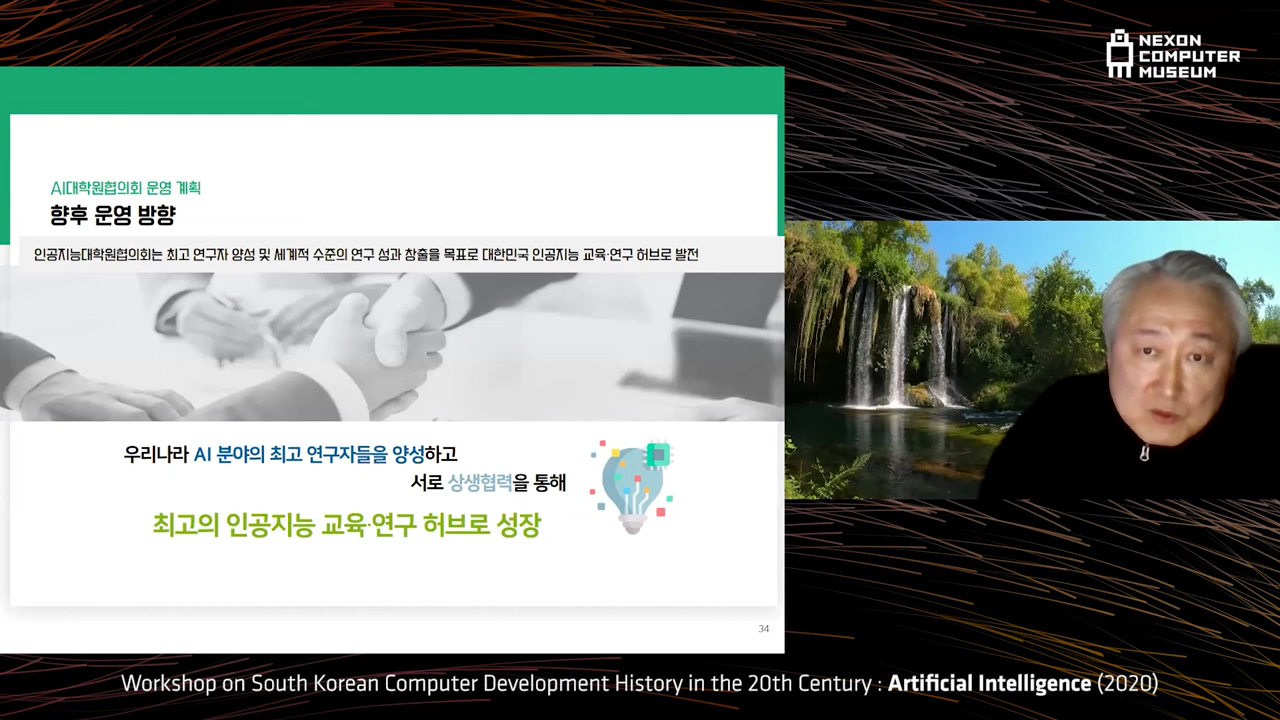 NEXON
COMPUTER
MUSEUM
AI대학원협의회 운영 계획
향후 운영 방향
인공지능대학원협의회는 최고 연구자 양성 및 세계적 수준의 연구 성과 창출을 목표로 대한민국 인공지능 교육·연구 허브로 발전
우리나라 AI 분야의 최고 연구자들을 양성하고
서로 상생협력을 통해
최고의 인공지능 교육·연구 허브로 성장
34
Workshop on South Korean Computer Development History in the 20th Century : Artificial Intelligence (2020)